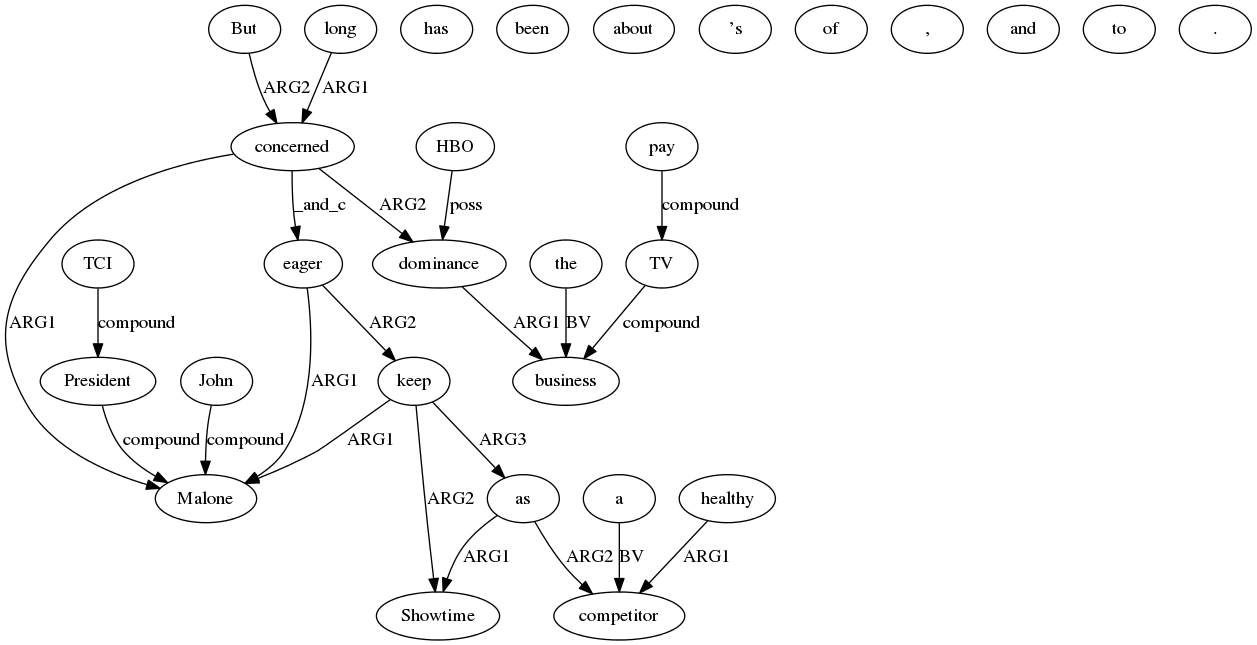 But long has been about ’s of , and to .
ARG2 ARG1
concerned HBO pay
_and_c ARG2 poss compound
TCI eager dominance the TV
ARG1 compound ARG2 ARG1 BV compound
President John keep business
compound compound ARG1 ARG1 ARG3
Malone ARG2 as a healthy
ARG1 ARG2 BV ARG1
Showtime competitor